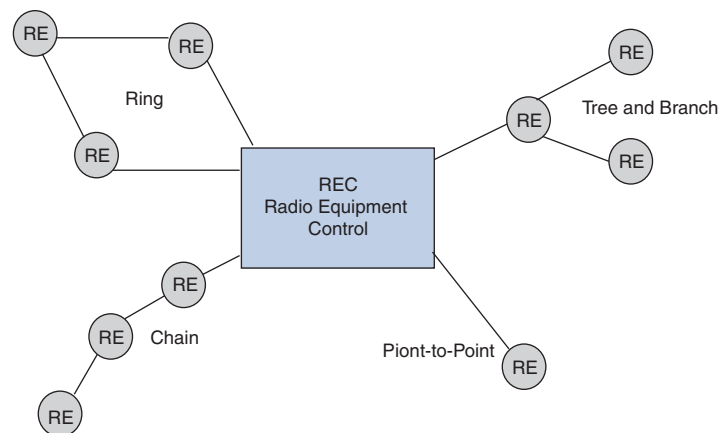 RE
RE
RE
Ring
RE
Tree and Branch
RE
RE
RE
REC
Radio Equipment
Control
RE
RE
Chain
Piont-to-Point
RE
RE